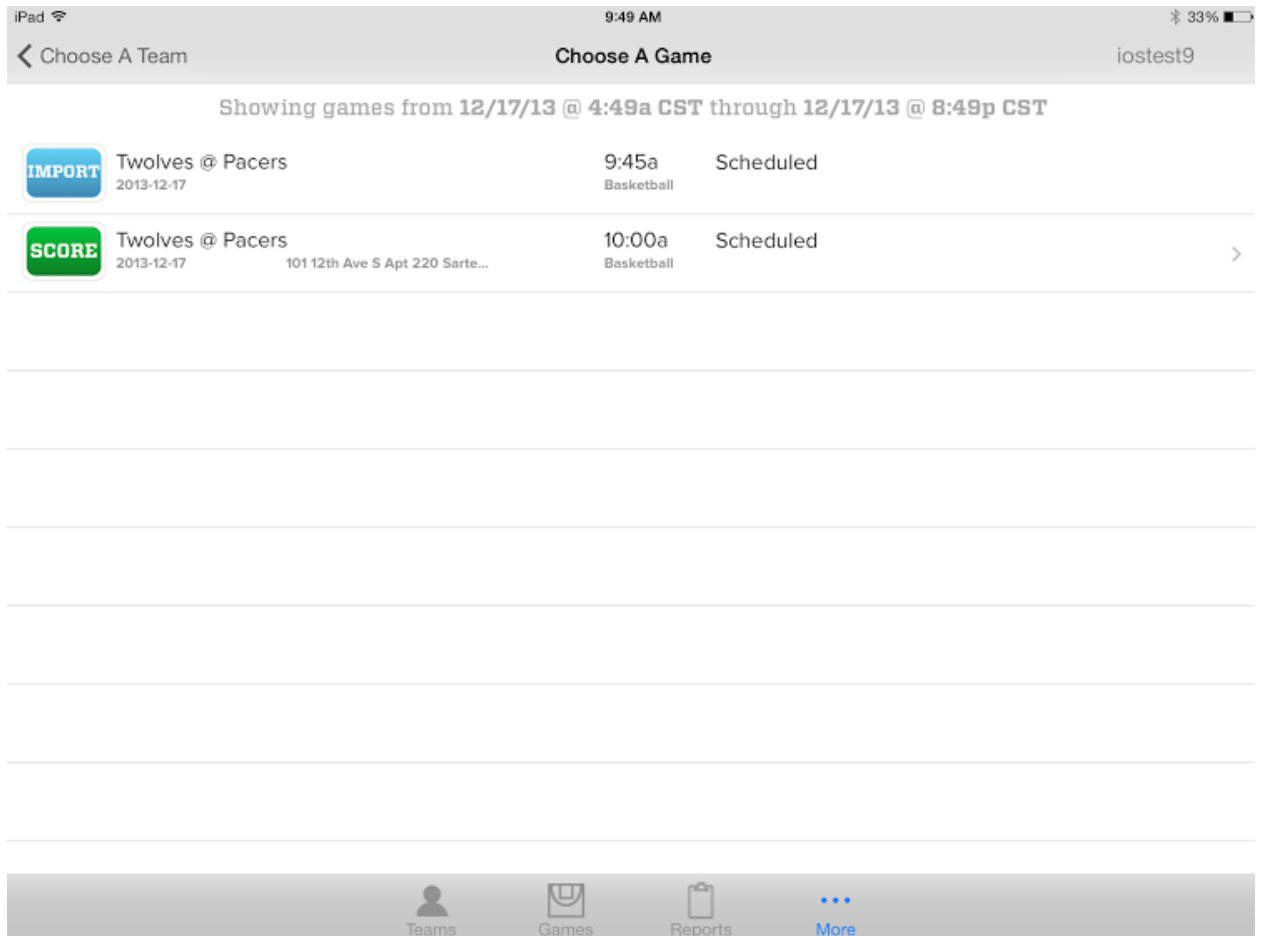 iPad 9:49 AM 33%
Choose A Team Choose A Game iostest9
Showing games from 12/17/13 @ 4:49a CST through 12/17/13 @ 8:49p CST
IMPORT Twolves @ Pacers 9:45a Scheduled
2013-12-17 Basketball
SCORE Twolves @ Pacers 10:00a Scheduled
2013-12-17 101 12th Ave S Apt 220 Sarte... Basketball
Teams Games Reports More